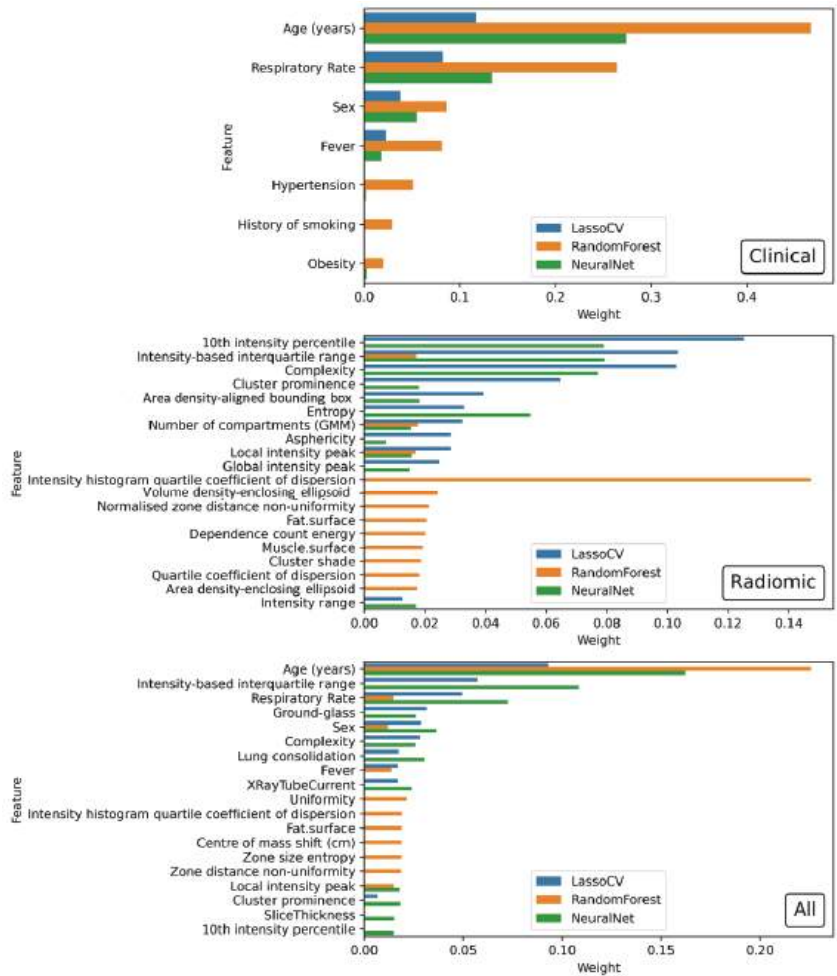 Age (years)
Respiratory Rate
Sex
Fever
Hypertension
History of smoking
Obesity
Feature
LassoCV
RandomForest
NeuralNet
Clinical
0.0 0.1 0.2 0.3 0.4
Weight
10th intensity percentile
Intensity-based interquartile range
Complexity
Cluster prominence
Area density-aligned bounding box
Entropy
Number of compartments (GMM)
Asphericity
Local intensity peak
Global intensity peak
Intensity histogram quartile coefficient of dispersion
Volume density-enclosing ellipsoid
Normalised zone distance non-uniformity
Fat.surface
Dependence count energy
Muscle.surface
Cluster shade
Quartile coefficient of dispersion
Area density-enclosing ellipsoid
Intensity range
Feature
LassoCV
RandomForest
NeuralNet
Radiomic
0.00 0.02 0.04 0.06 0.08 0.10 0.12 0.14
Weight
Age (years)
Intensity-based interquartile range
Respiratory Rate
Ground-glass
Sex
Complexity
Lung consolidation
Fever
XRayTubeCurrent
Uniformity
Intensity histogram quartile coefficient of dispersion
Fat.surface
Centre of mass shift (cm)
Zone size entropy
Zone distance non-uniformity
Local intensity peak
Cluster prominence
SliceThickness
10th intensity percentile
Feature
LassoCV
RandomForest
NeuralNet
All
0.00 0.05 0.10 0.15 0.20
Weight